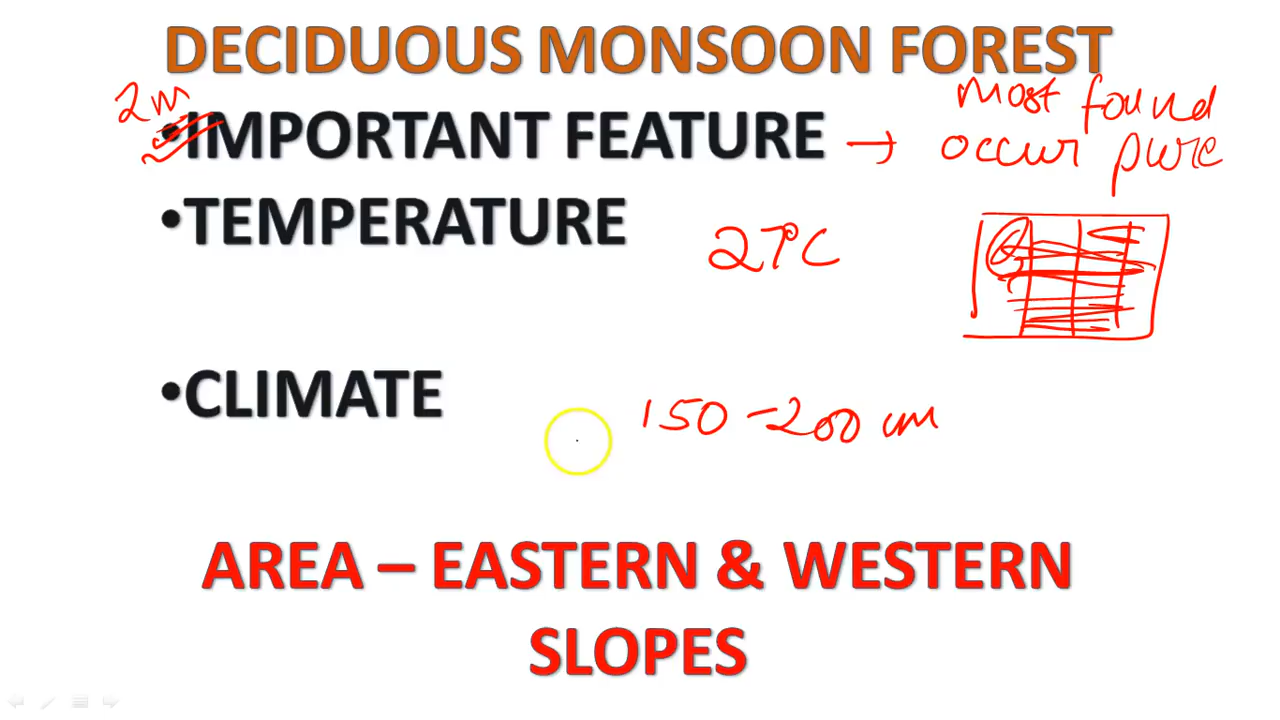 DECIDUOUS MONSOON FOREST
2m
•IMPORTANT FEATURE → most found
occur pure
•TEMPERATURE 27°C
•CLIMATE 150-200 cm
AREA – EASTERN & WESTERN
SLOPES